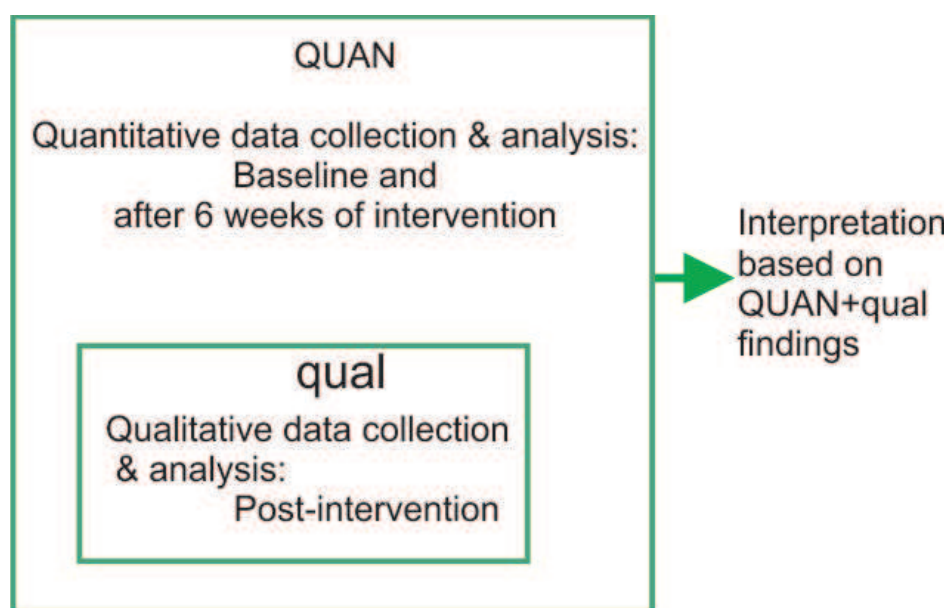 QUAN
Quantitative data collection & analysis:
Baseline and
after 6 weeks of intervention
qual
Qualitative data collection
& analysis:
Post-intervention
Interpretation
based on
QUAN+qual
findings